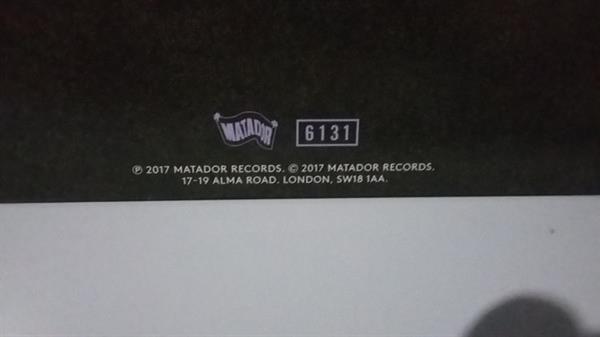 MATADOR
6131
℗ 2017 MATADOR RECORDS. © 2017 MATADOR RECORDS.
17-19 ALMA ROAD. LONDON, SW18 1AA.